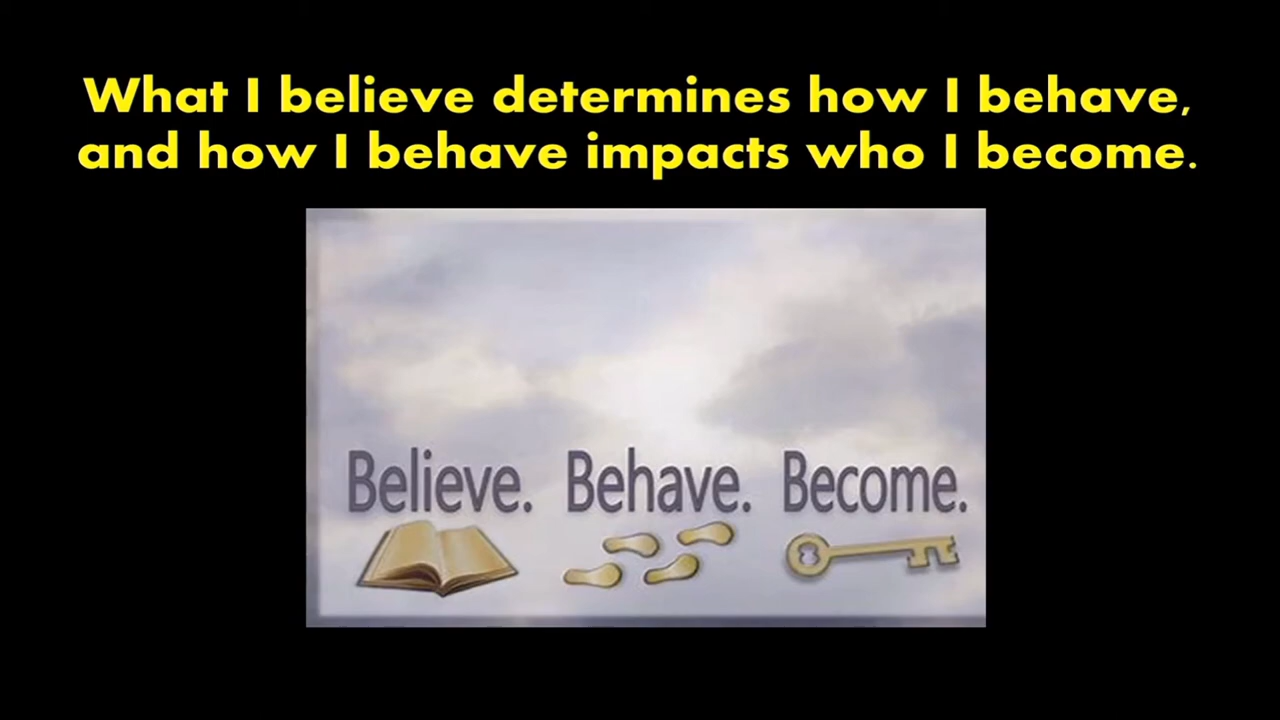 What I believe determines how I behave,
and how I behave impacts who I become.
Believe. Behave. Become.